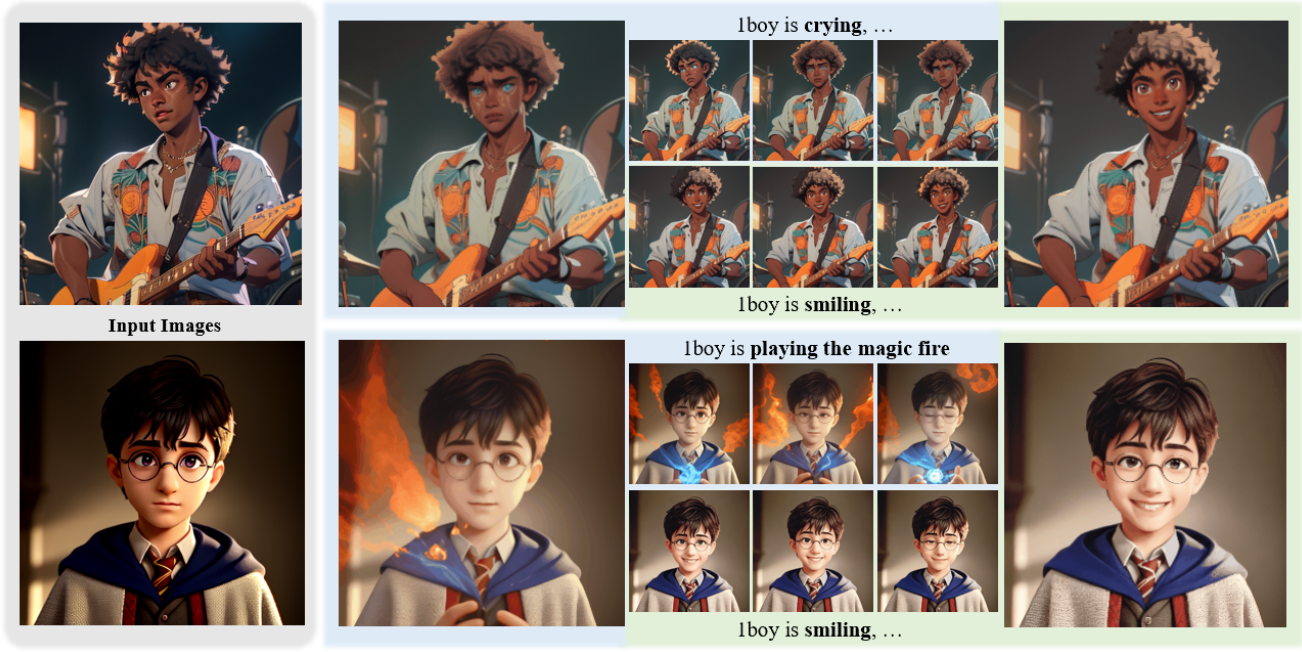 1boy is crying, …
1boy is smiling, …
Input Images
1boy is playing the magic fire
1boy is smiling, …